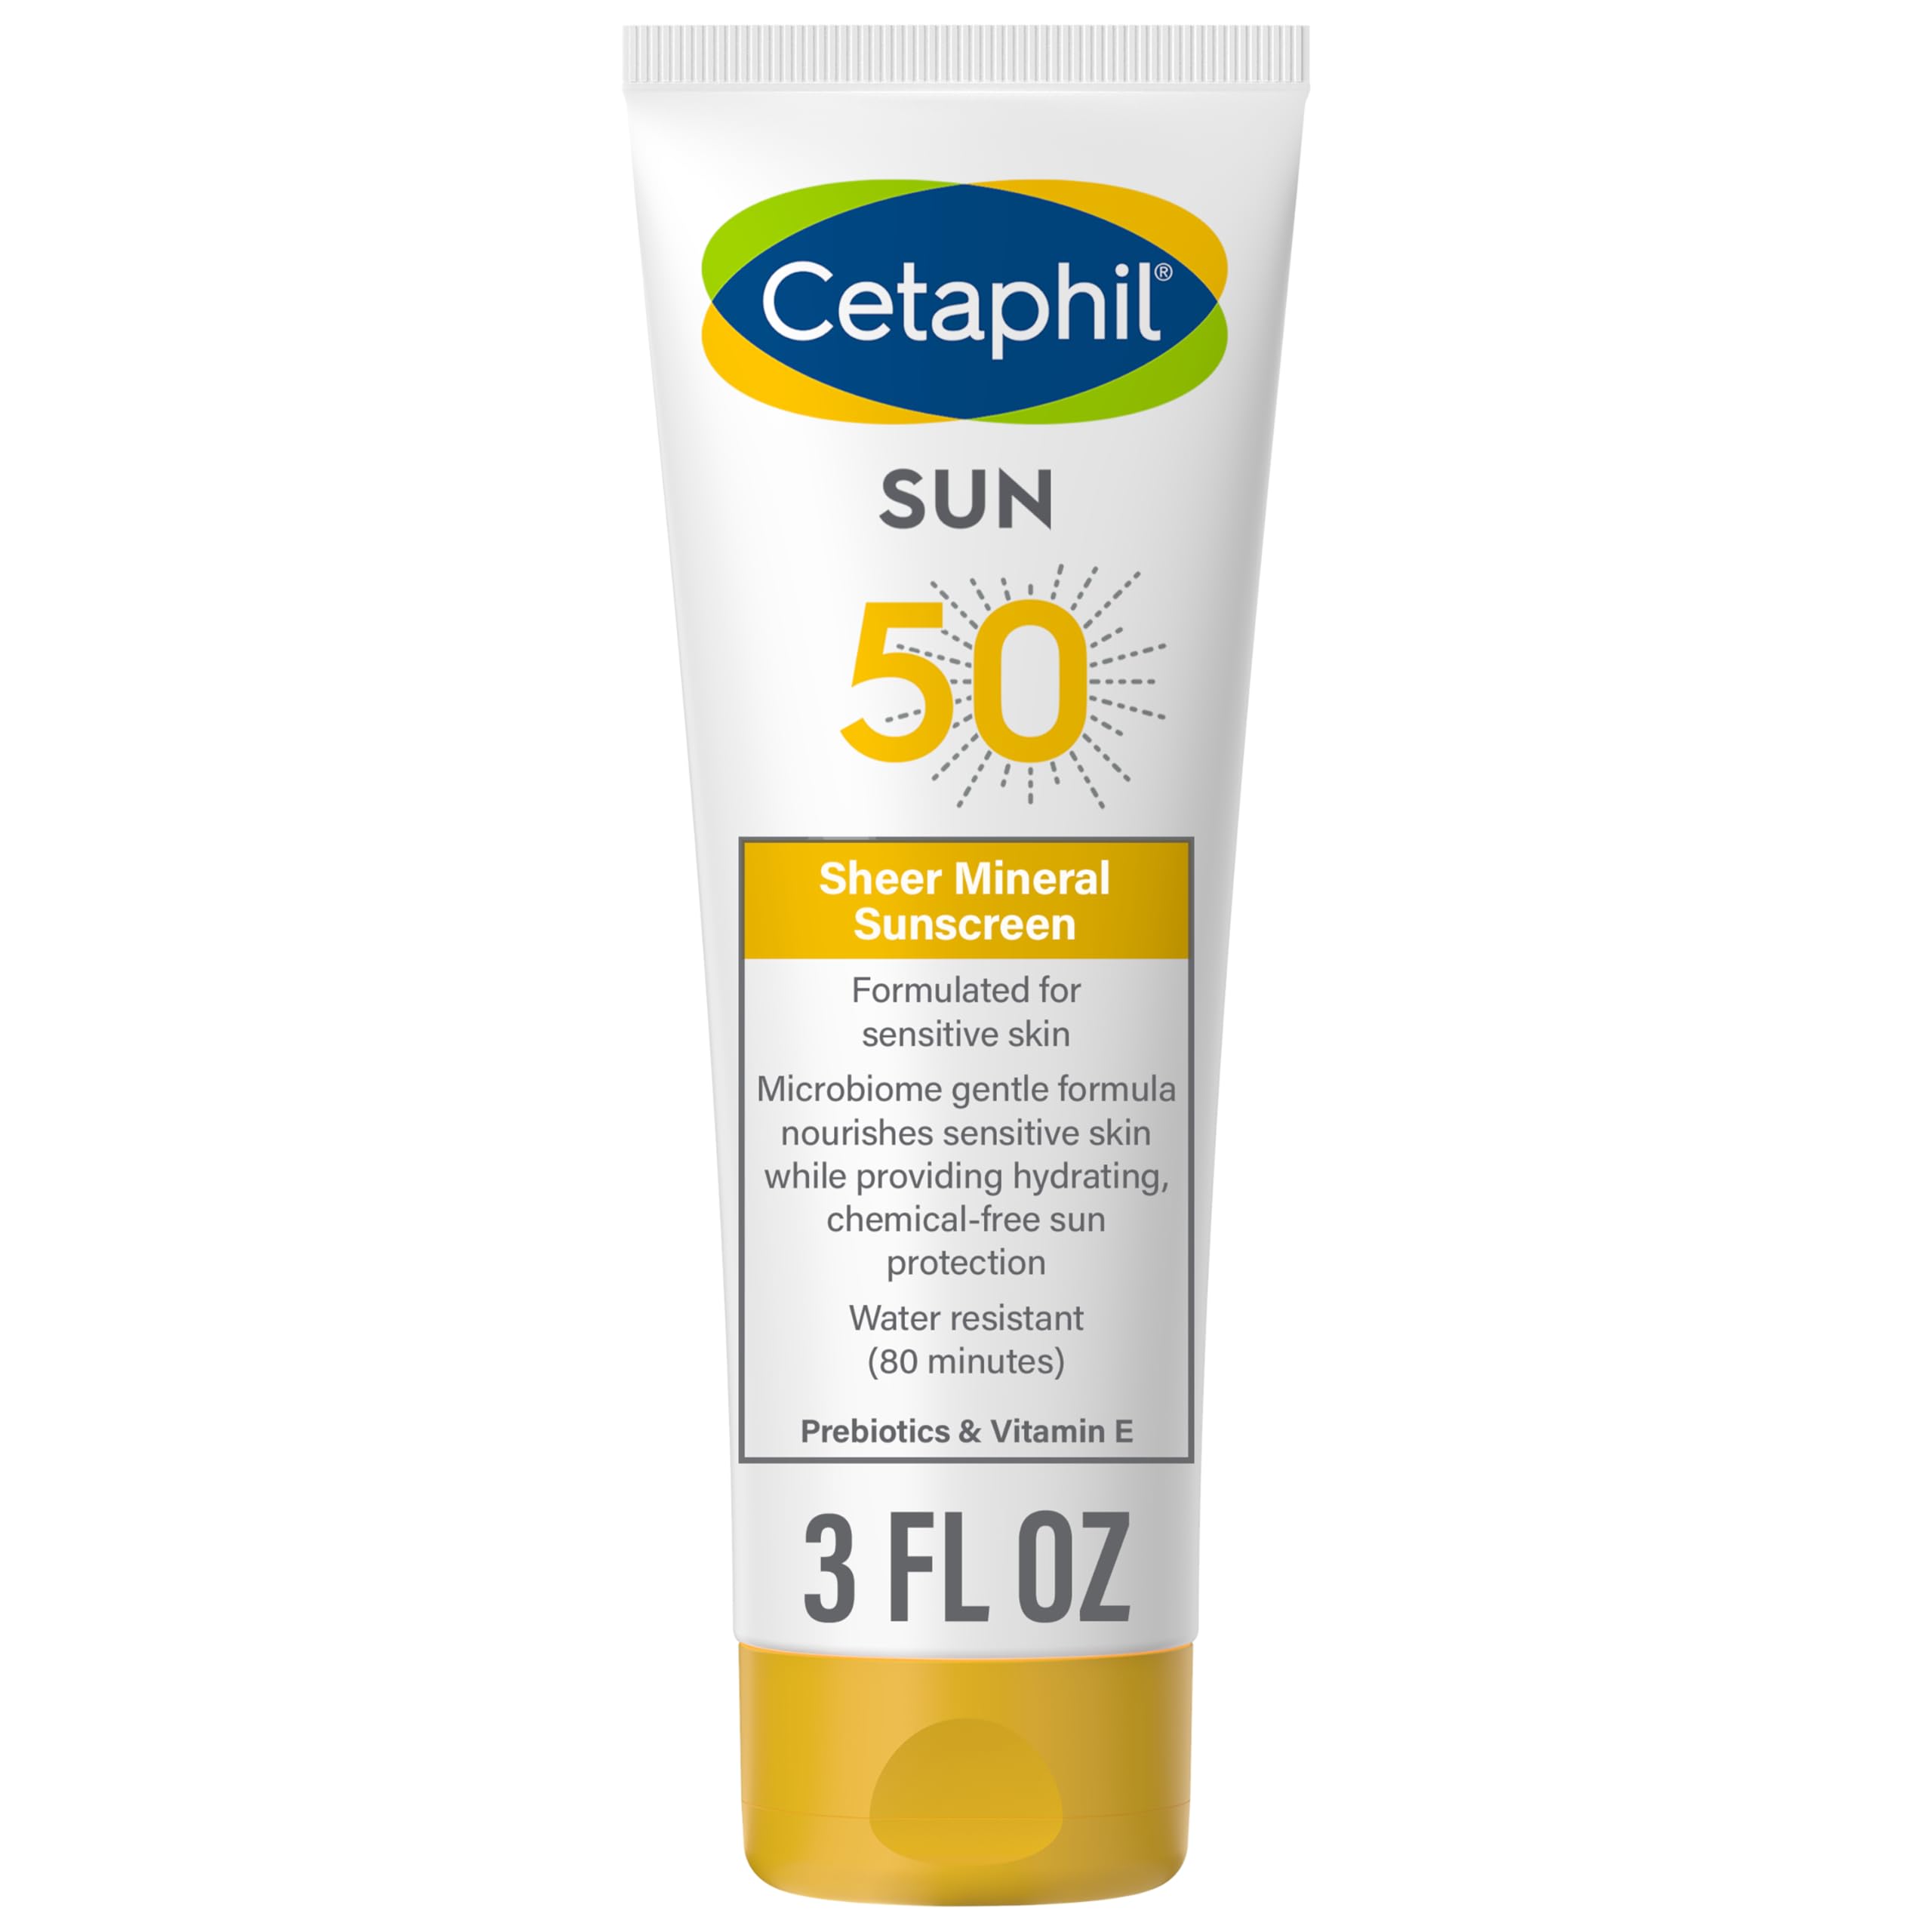 Cetaphil®
SUN
50
Sheer Mineral
Sunscreen
Formulated for
sensitive skin
Microbiome gentle formula
nourishes sensitive skin
while providing hydrating,
chemical-free sun
protection
Water resistant
(80 minutes)
Prebiotics & Vitamin E
3 FL OZ